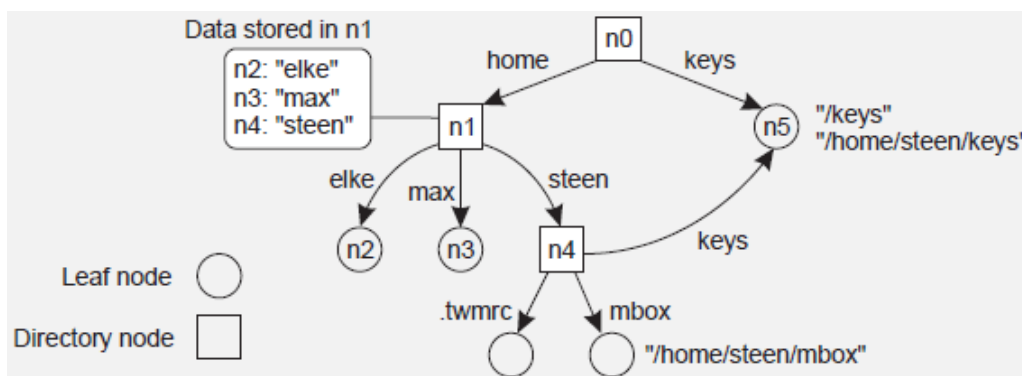 Data stored in n1
n0
home
keys
n2: "elke"
n3: "max"
n4: "steen"
n1
n5
"/keys"
"/home/steen/keys"
elke
max
steen
n2
n3
n4
keys
Leaf node
.twmrc
mbox
Directory node
"/home/steen/mbox"